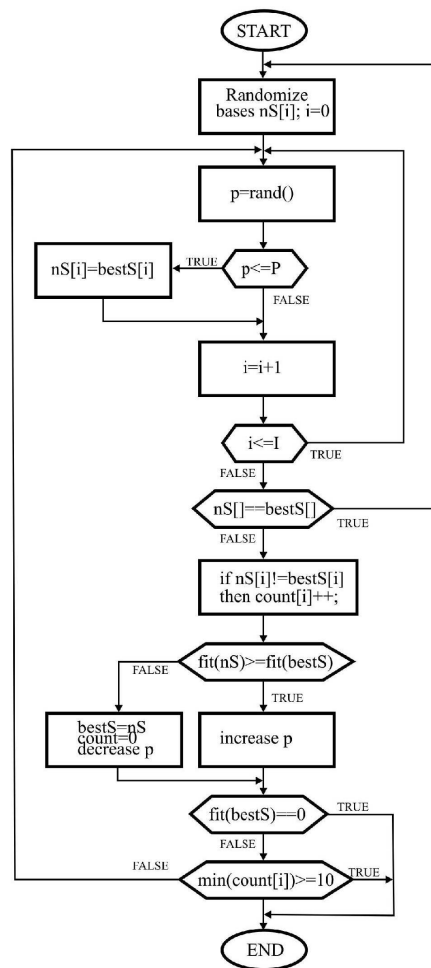 START
Randomize
bases nS[i]; i=0
p=rand()
nS[i]=bestS[i]
TRUE
p<=P
FALSE
i=i+1
i<=I
TRUE
FALSE
nS[]==bestS[]
TRUE
FALSE
if nS[i]!=bestS[i]
then count[i]++;
fit(nS)>=fit(bestS)
FALSE
TRUE
bestS=nS
count=0
decrease p
increase p
fit(bestS)==0
TRUE
FALSE
FALSE
min(count[i])>=10
TRUE
END